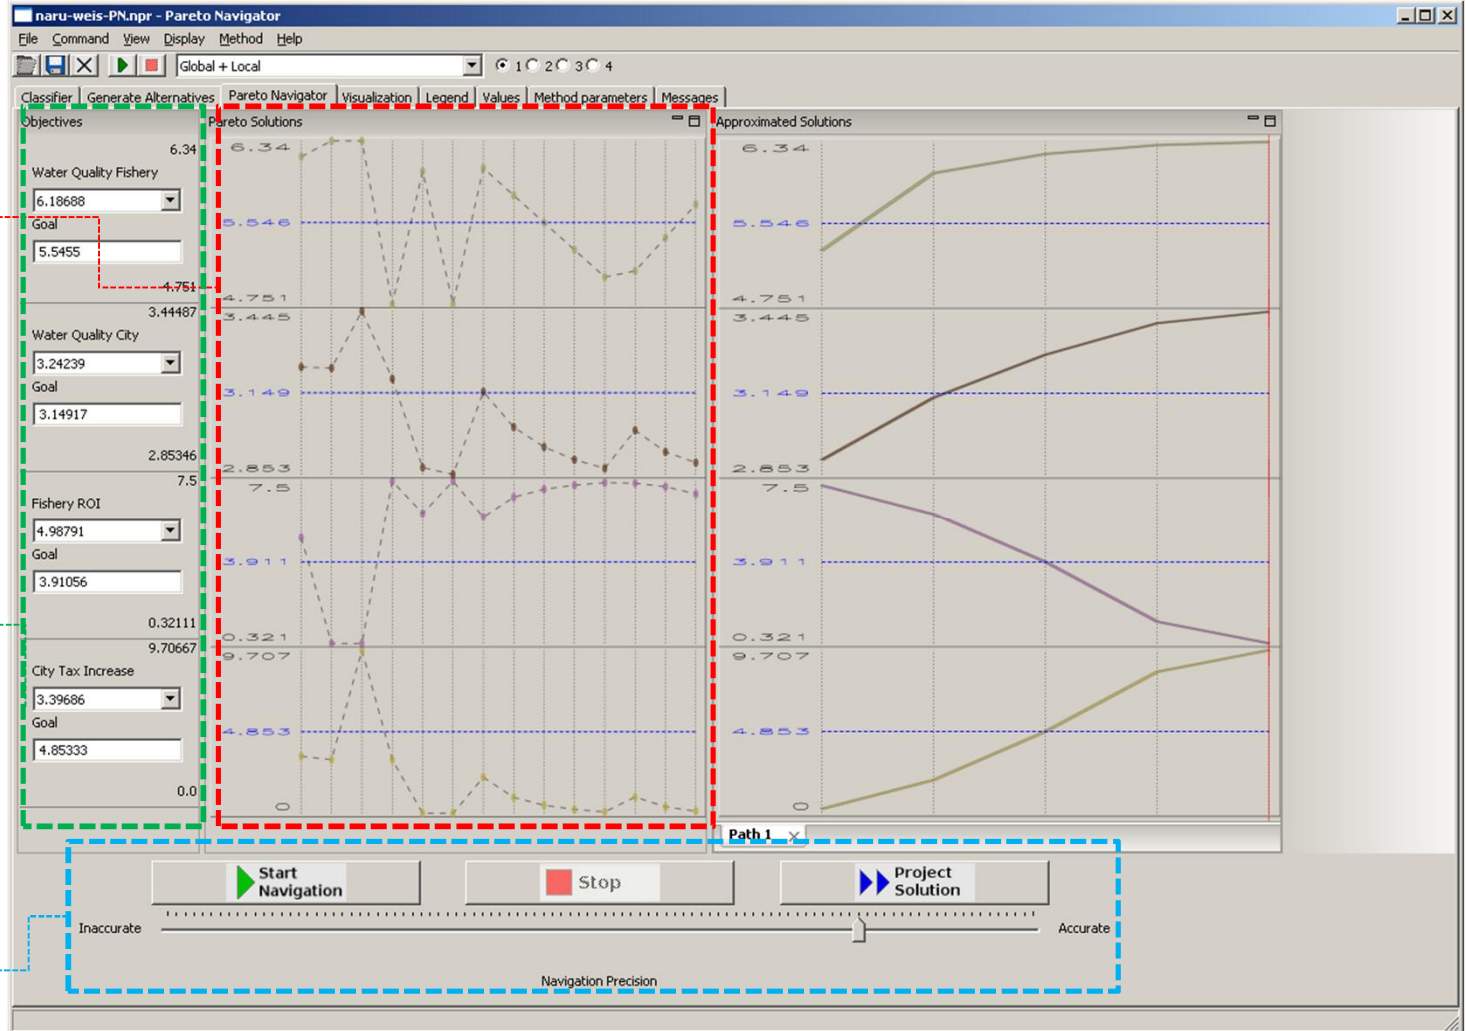 naru-weis-PN.npr - Pareto Navigator
File Command View Display Method Help
Global + Local 1 2 3 4
Classifier Generate Alternatives Pareto Navigator Visualization Legend Values Method parameters Messages
Objectives
6.34
Water Quality Fishery
6.18688
Goal
5.5455
4.751
3.44487
Water Quality City
3.24239
Goal
3.14917
2.85346
7.5
Fishery ROI
4.98791
Goal
3.91056
0.32111
9.70667
City Tax Increase
3.39686
Goal
4.85333
0.0
Pareto Solutions
6.34
5.546
4.751
3.445
3.149
2.853
7.5
3.911
0.321
9.707
4.853
0
Approximated Solutions
6.34
5.546
4.751
3.445
3.149
2.853
7.5
3.911
0.321
9.707
4.853
0
Path 1
Start
Navigation
Stop
Project
Solution
Inaccurate
Accurate
Navigation Precision